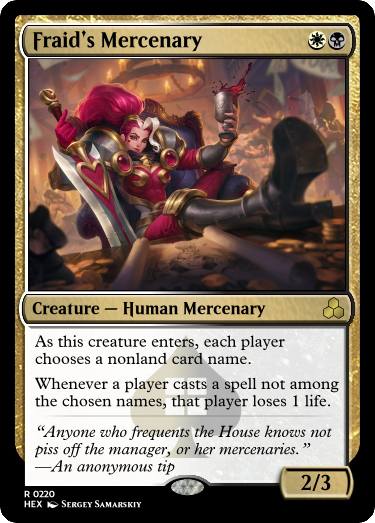 Fraid's Mercenary
Creature — Human Mercenary
As this creature enters, each player
chooses a nonland card name.
Whenever a player casts a spell not among
the chosen names, that player loses 1 life.
“Anyone who frequents the House knows not
piss off the manager, or her mercenaries.”
—An anonymous tip
2/3
R 0220
HEX Sergey Samarskiy